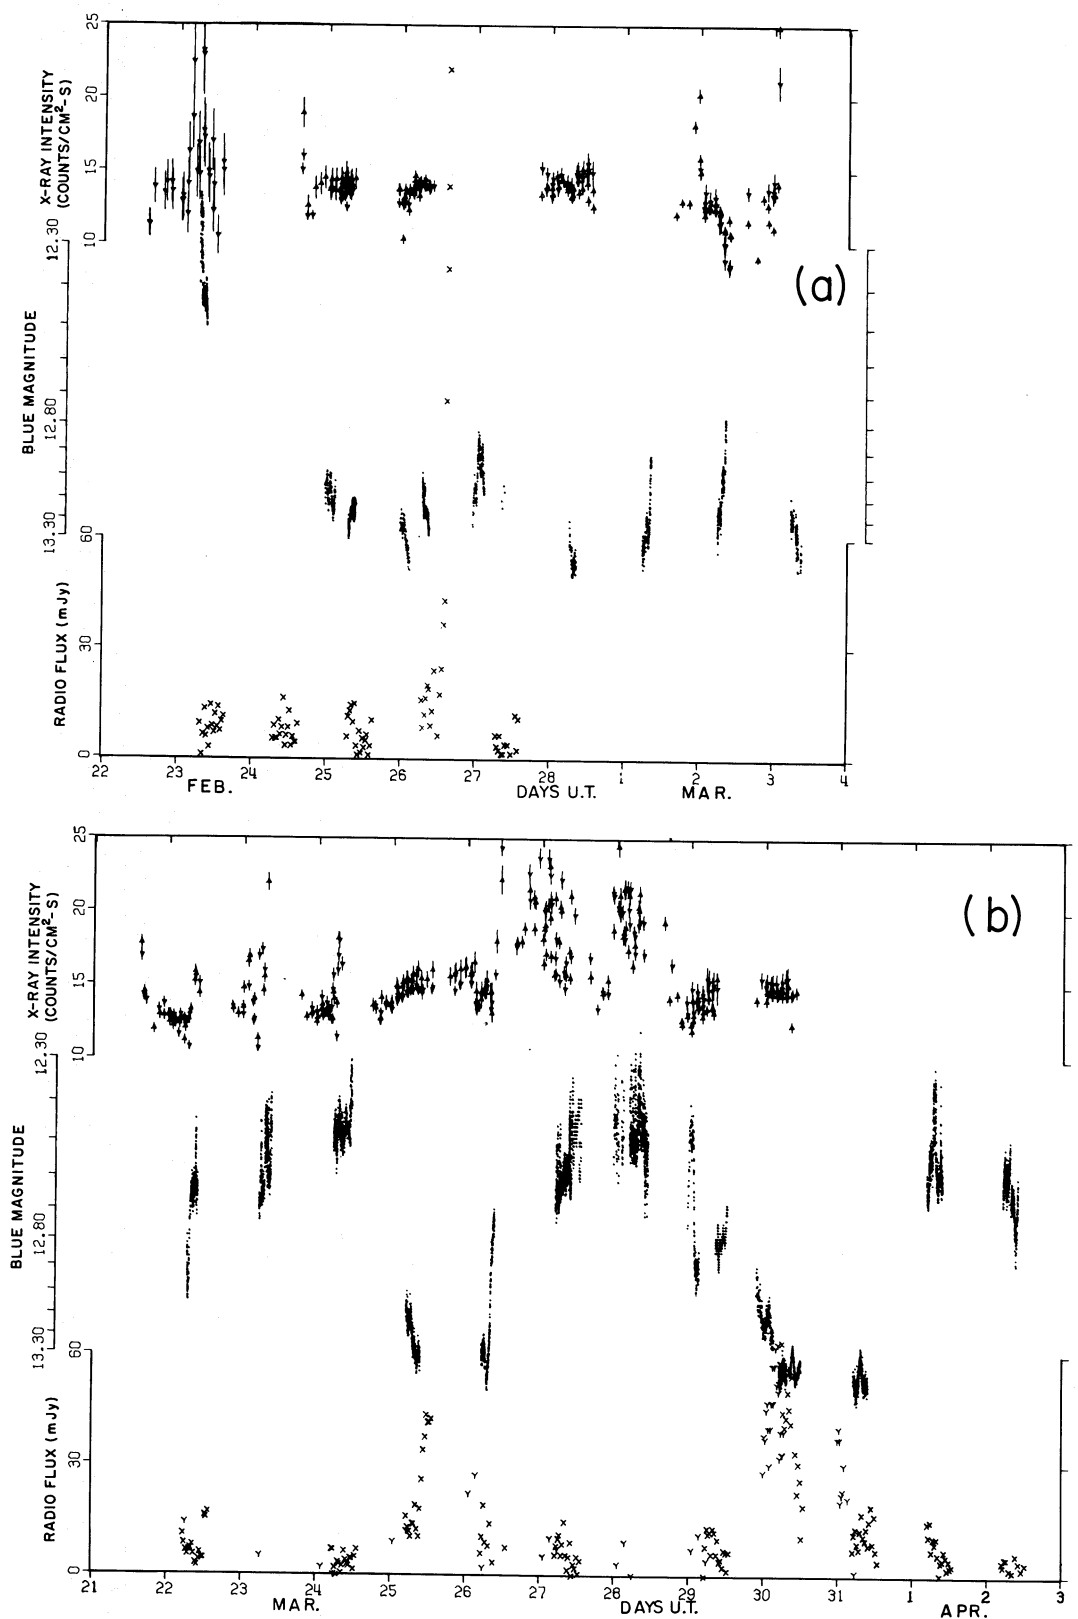 25
20
15
10
X-RAY INTENSITY
(COUNTS/CM²-S)
(a)
12.30
12.80
13.30
BLUE MAGNITUDE
60
30
0
RADIO FLUX (mJy)
22 23 24 25 26 27 28 1 2 3 4
FEB. DAYS U.T. MAR.
25
20
15
10
X-RAY INTENSITY
(COUNTS/CM²-S)
(b)
12.30
12.80
13.30
BLUE MAGNITUDE
60
30
0
RADIO FLUX (mJy)
21 22 23 24 25 26 27 28 29 30 31 1 2 3
MAR. DAYS U.T. APR.